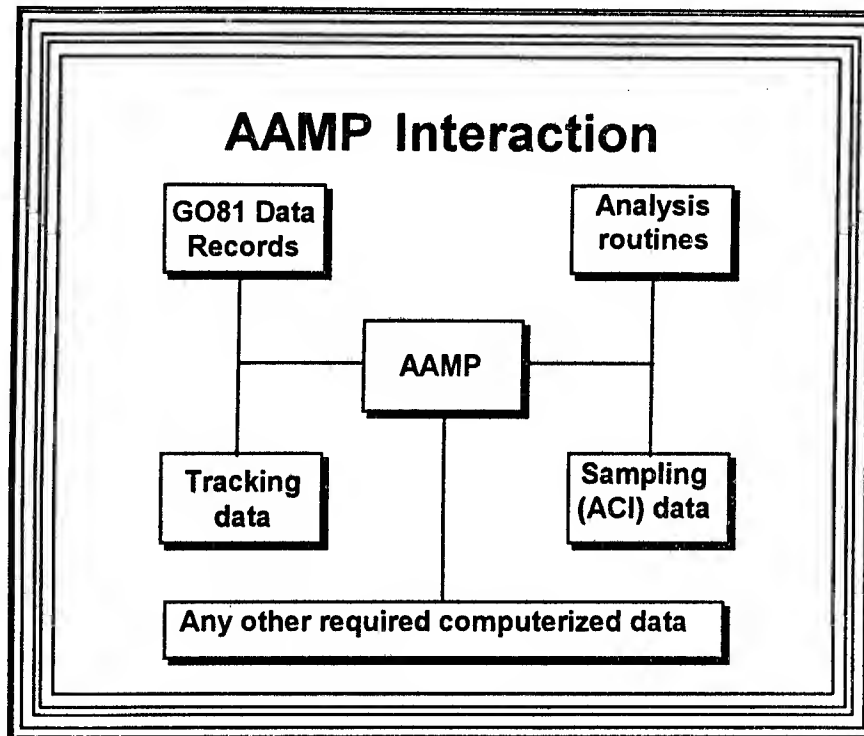 AAMP Interaction
GO81 Data
Records
Analysis
routines
AAMP
Tracking
data
Sampling
(ACI) data
Any other required computerized data